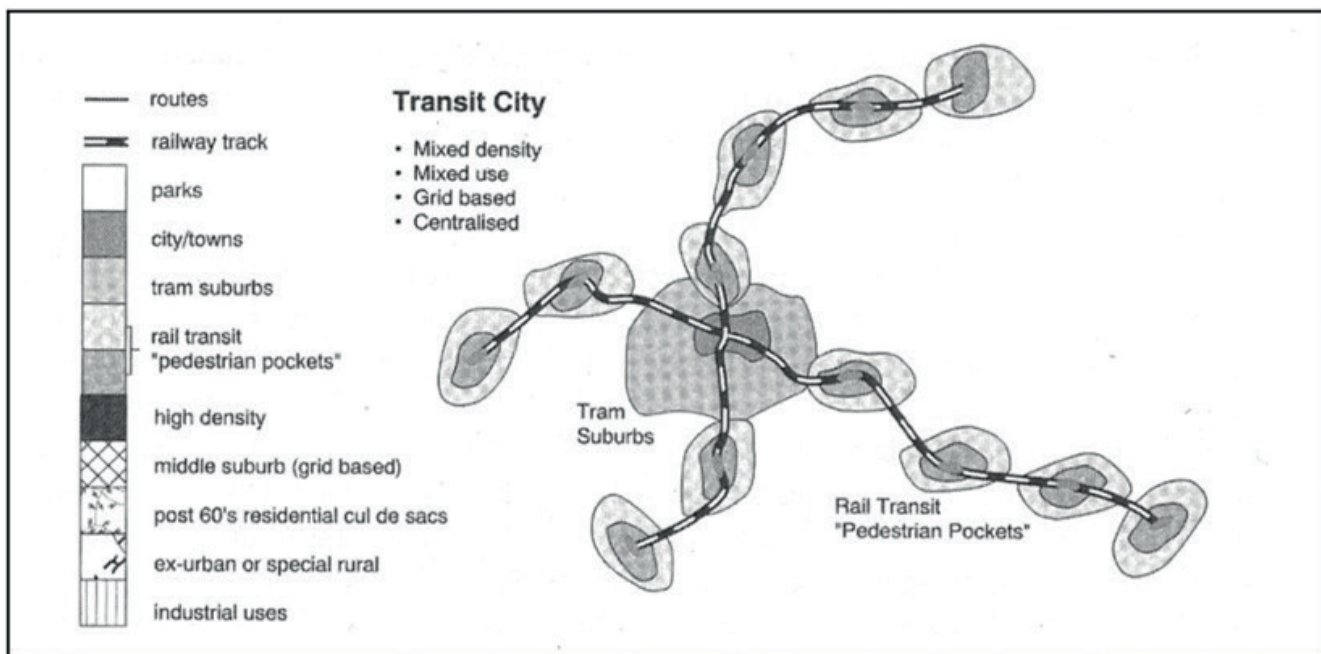 routes
railway track
parks
city/towns
tram suburbs
rail transit
"pedestrian pockets"
high density
middle suburb (grid based)
post 60's residential cul de sacs
ex-urban or special rural
industrial uses
Transit City
• Mixed density
• Mixed use
• Grid based
• Centralised
Tram
Suburbs
Rail Transit
"Pedestrian Pockets"